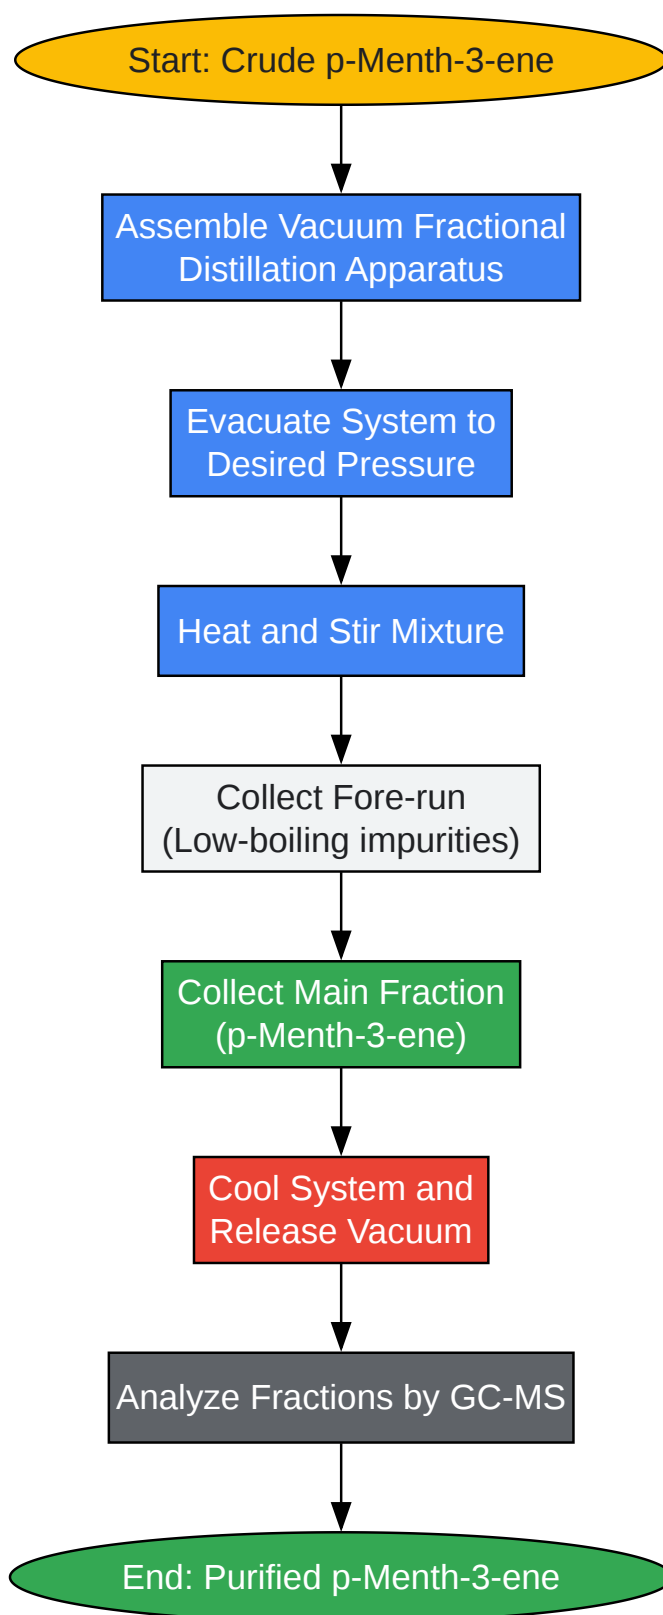 Start: Crude p-Menth-3-ene
Assemble Vacuum Fractional
Distillation Apparatus
Evacuate System to
Desired Pressure
Heat and Stir Mixture
Collect Fore-run
(Low-boiling impurities)
Collect Main Fraction
(p-Menth-3-ene)
Cool System and
Release Vacuum
Analyze Fractions by GC-MS
End: Purified p-Menth-3-ene